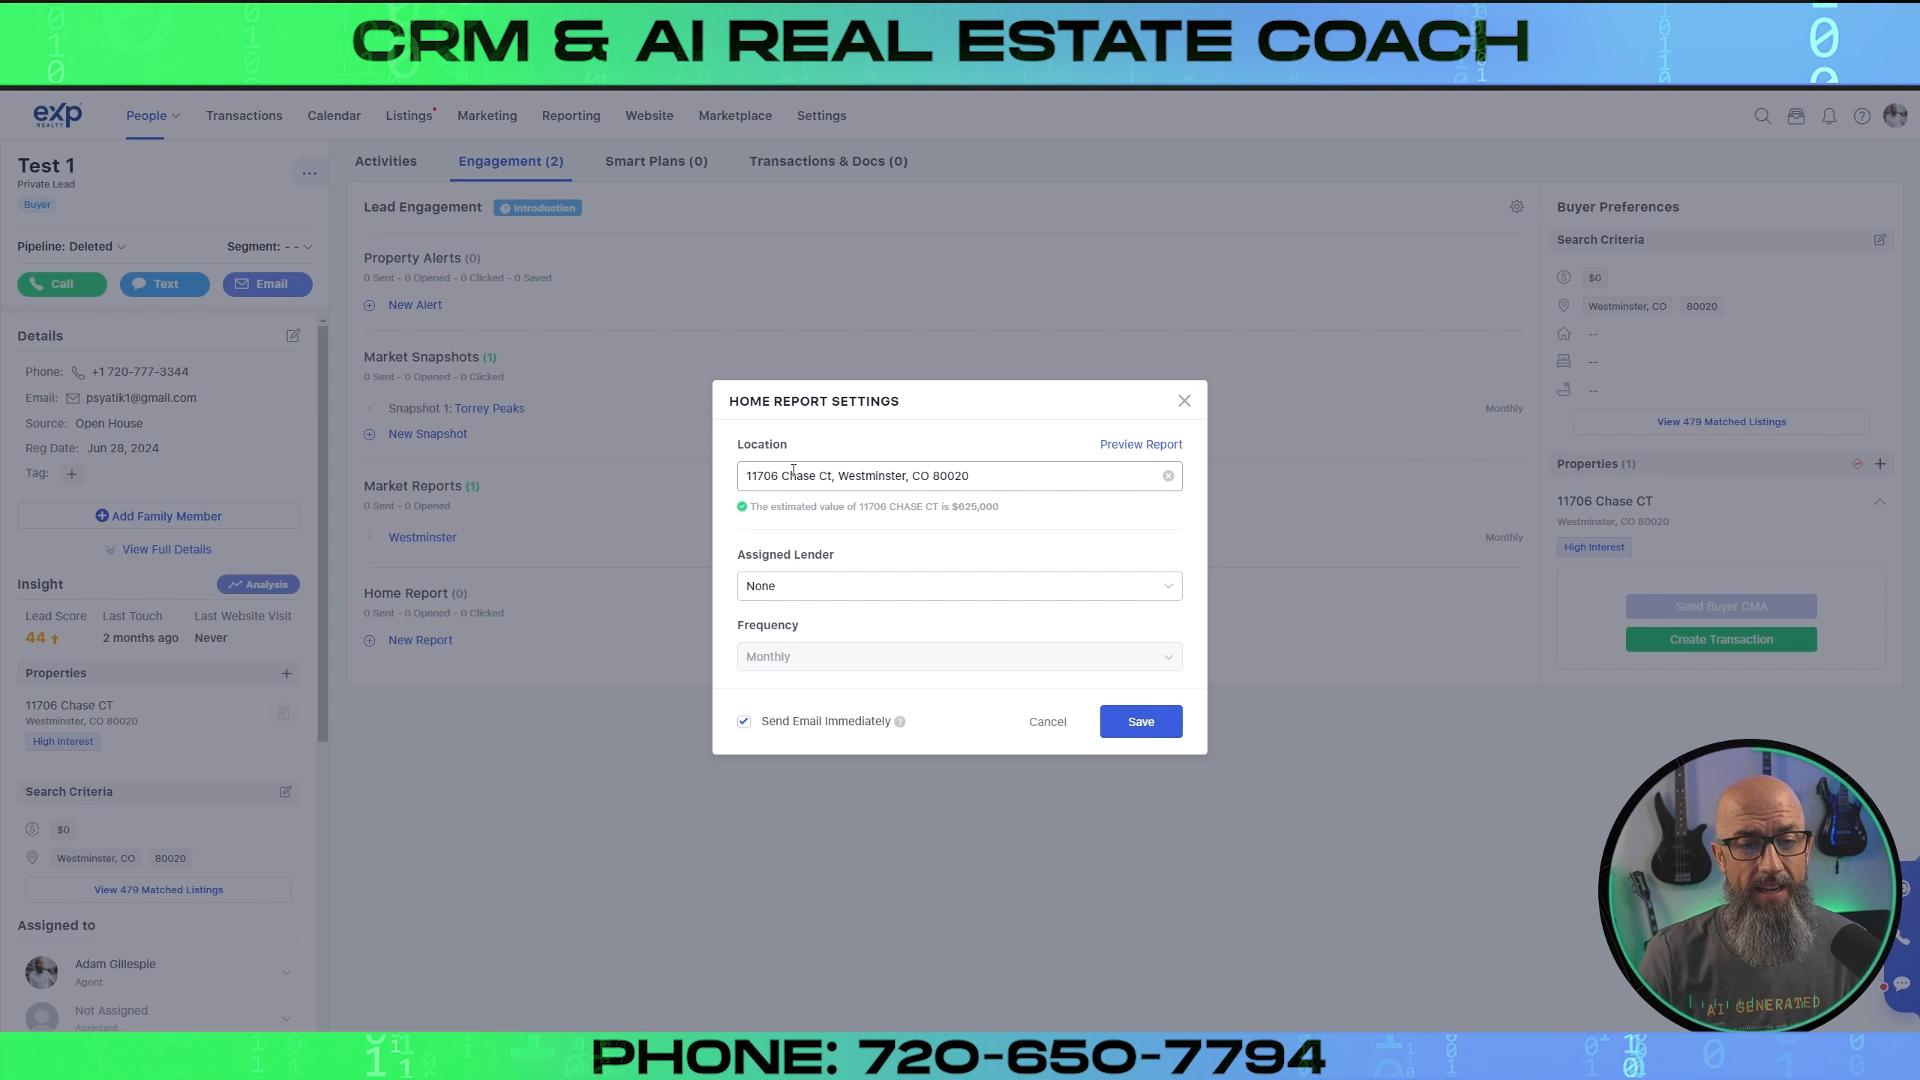 CRM & AI REAL ESTATE COACH
exp
REALTY
People
Transactions
Calendar
Listings
Marketing
Reporting
Website
Marketplace
Settings
Test 1
Private Lead
Buyer
Pipeline: Deleted
Segment: - -
Call
Text
Email
Details
Phone: +1 720-777-3344
Email: psyatik1@gmail.com
Source: Open House
Reg Date: Jun 28, 2024
Tag:
Add Family Member
View Full Details
Insight
Analysis
Lead Score
Last Touch
Last Website Visit
44
2 months ago
Never
Properties
11706 Chase CT
Westminster, CO 80020
High Interest
Search Criteria
$0
Westminster, CO
80020
View 479 Matched Listings
Assigned to
Adam Gillespie
Agent
Not Assigned
Assistant
Activities
Engagement (2)
Smart Plans (0)
Transactions & Docs (0)
Lead Engagement
Introduction
Property Alerts (0)
0 Sent - 0 Opened - 0 Clicked - 0 Saved
New Alert
Market Snapshots (1)
0 Sent - 0 Opened - 0 Clicked
Snapshot 1: Torrey Peaks
Monthly
New Snapshot
Market Reports (1)
0 Sent - 0 Opened
Westminster
Monthly
Home Report (0)
0 Sent - 0 Opened - 0 Clicked
New Report
HOME REPORT SETTINGS
Location
Preview Report
11706 Chase Ct, Westminster, CO 80020
The estimated value of 11706 CHASE CT is $625,000
Assigned Lender
None
Frequency
Monthly
Send Email Immediately
Cancel
Save
Buyer Preferences
Search Criteria
$0
Westminster, CO
80020
--
--
--
View 479 Matched Listings
Properties (1)
11706 Chase CT
Westminster, CO 80020
High Interest
Send Buyer CMA
Create Transaction
AI GENERATED
PHONE: 720-650-7794